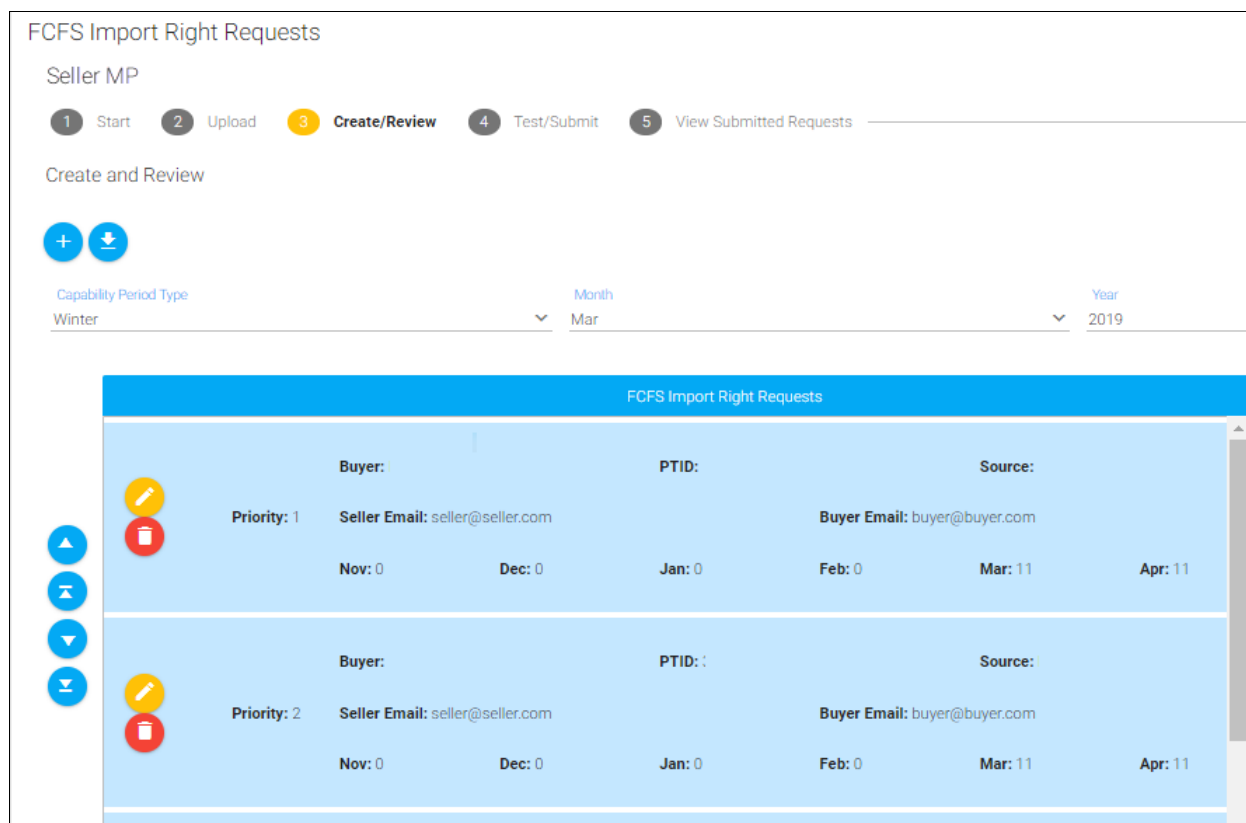 FCFS Import Right Requests
Seller MP
1 Start 2 Upload 3 Create/Review 4 Test/Submit 5 View Submitted Requests
Create and Review
Capability Period Type Month Year
Winter Mar 2019
FCFS Import Right Requests
Buyer: PTID: Source:
Priority: 1 Seller Email: seller@seller.com Buyer Email: buyer@buyer.com
Nov: 0 Dec: 0 Jan: 0 Feb: 0 Mar: 11 Apr: 11
Buyer: PTID: Source:
Priority: 2 Seller Email: seller@seller.com Buyer Email: buyer@buyer.com
Nov: 0 Dec: 0 Jan: 0 Feb: 0 Mar: 11 Apr: 11